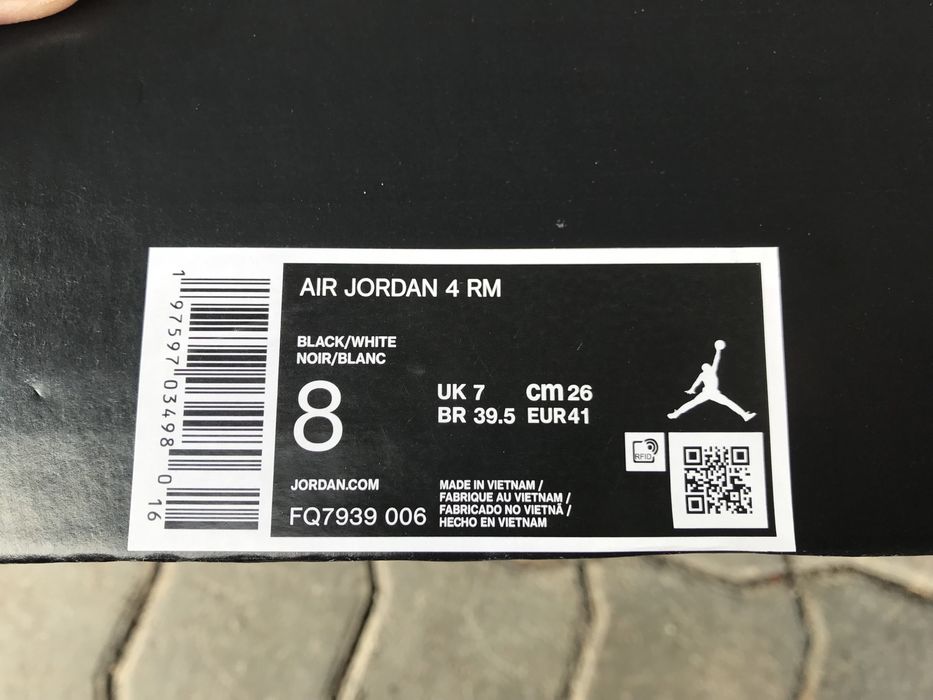 AIR JORDAN 4 RM
BLACK/WHITE
NOIR/BLANC
8
UK 7 cm 26
BR 39.5 EUR 41
JORDAN.COM
FQ7939 006
MADE IN VIETNAM /
FABRIQUE AU VIETNAM /
FABRICADO NO VIETNÃ /
HECHO EN VIETNAM
RFID
1 97597 03498 0 16